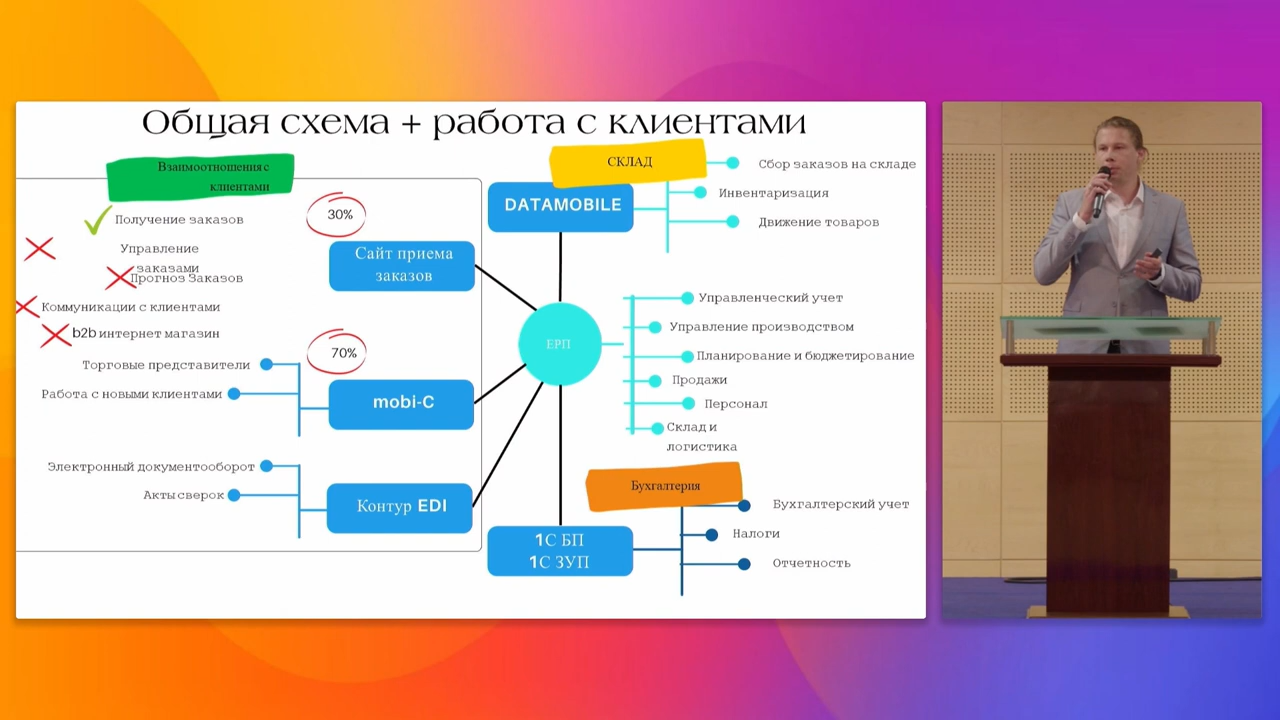 Общая схема + работа с клиентами
Взаимоотношения с
клиентами
Получение заказов
Управление
заказами
Прогноз Заказов
Коммуникации с клиентами
b2b интернет магазин
30%
Сайт приема
заказов
Торговые представители
Работа с новыми клиентами
70%
mobi-C
Электронный документооборот
Акты сверок
Контур EDI
СКЛАД
DATAMOBILE
Сбор заказов на складе
Инвентаризация
Движение товаров
ЕРП
Управленческий учет
Управление производством
Планирование и бюджетирование
Продажи
Персонал
Склад и
логистика
Бухгалтерия
1С БП
1С ЗУП
Бухгалтерский учет
Налоги
Отчетность